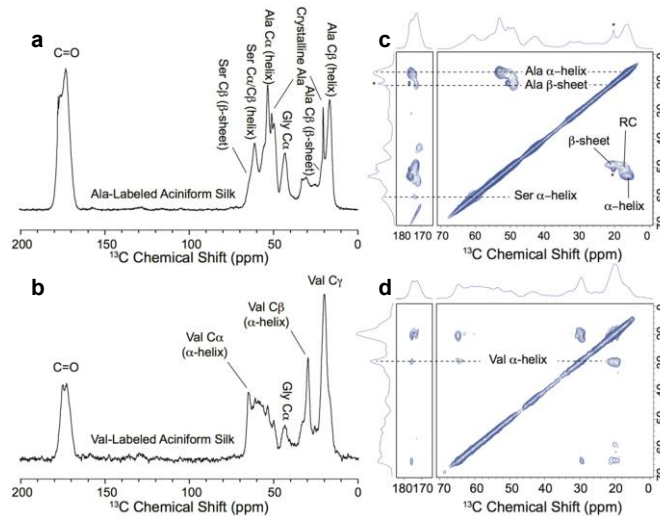 a
C=O
Ser Cβ (β-sheet)
Ser Cα/Cβ (helix)
Ala Cα (helix)
Gly Cα
Crystalline Ala
Ala Cβ (β-sheet)
Ala Cβ (helix)
Ala-Labeled Aciniform Silk
200 150 100 50 0
¹³C Chemical Shift (ppm)
b
C=O
Val Cα
(α-helix)
Gly Cα
Val Cβ
(α-helix)
Val Cγ
Val-Labeled Aciniform Silk
200 150 100 50 0
¹³C Chemical Shift (ppm)
c
*
*
Ala α-helix
Ala β-sheet
β-sheet
RC
*
α-helix
Ser α-helix
180 170 70 60 50 40 30 20 10
¹³C Chemical Shift (ppm)
d
Val α-helix
180 170 60 50 40 30 20 10
¹³C Chemical Shift (ppm)